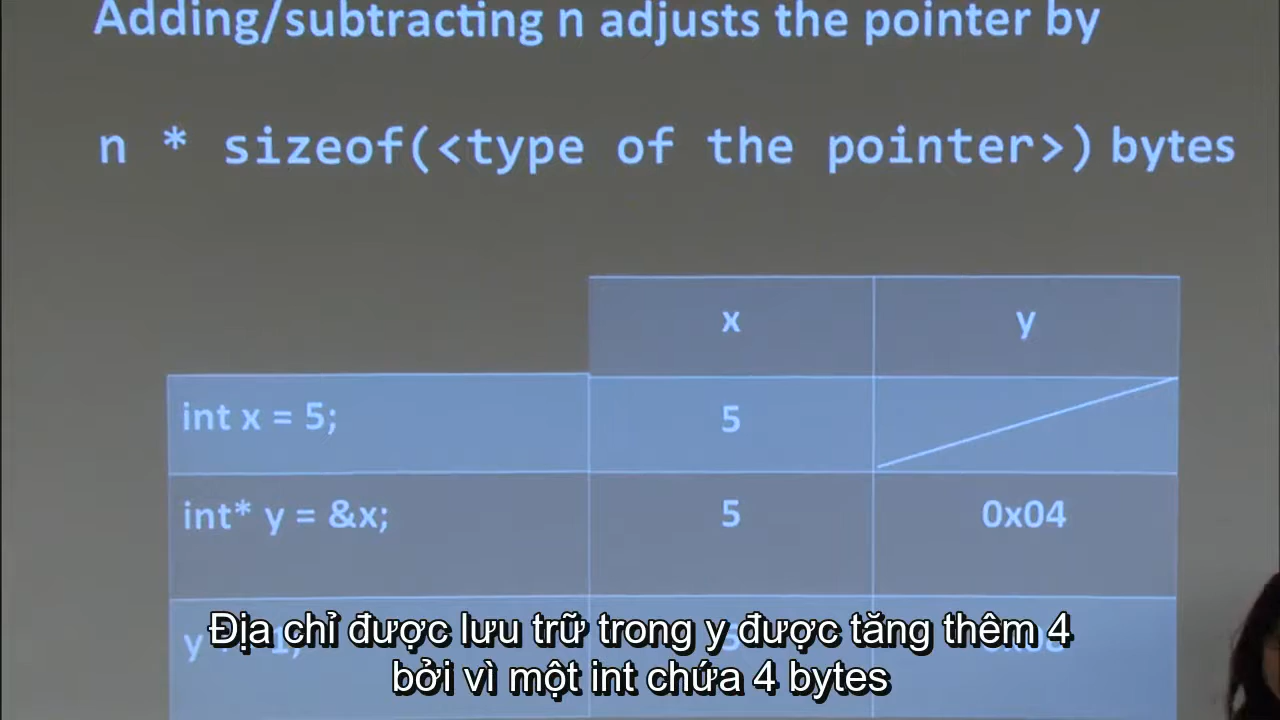 Adding/subtracting n adjusts the pointer by
n * sizeof(<type of the pointer>) bytes
x y
int x = 5; 5
int* y = &x; 5 0x04
y
Địa chỉ được lưu trữ trong y được tăng thêm 4
bởi vì một int chứa 4 bytes